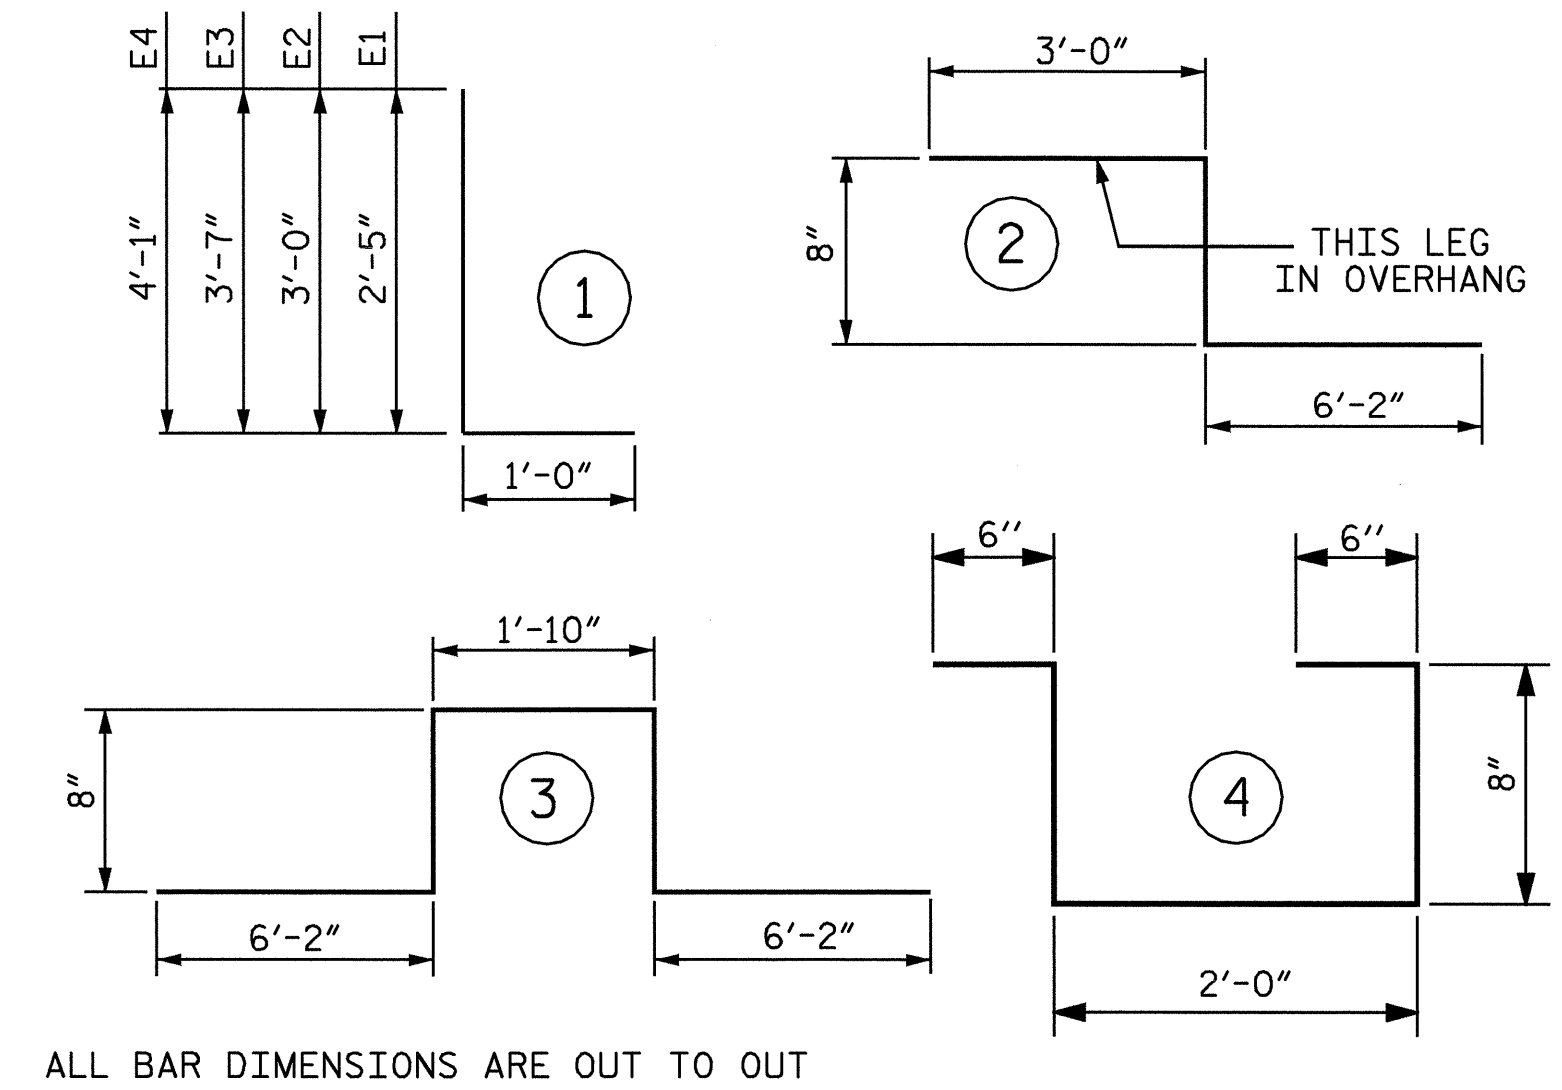 E4
E3
E2
E1
4'-1"
3'-7"
3'-0"
2'-5"
1
1'-0"
3'-0"
8"
2
THIS LEG
IN OVERHANG
6'-2"
1'-10"
8"
3
6'-2"
6'-2"
6''
6''
4
8"
2'-0"
ALL BAR DIMENSIONS ARE OUT TO OUT